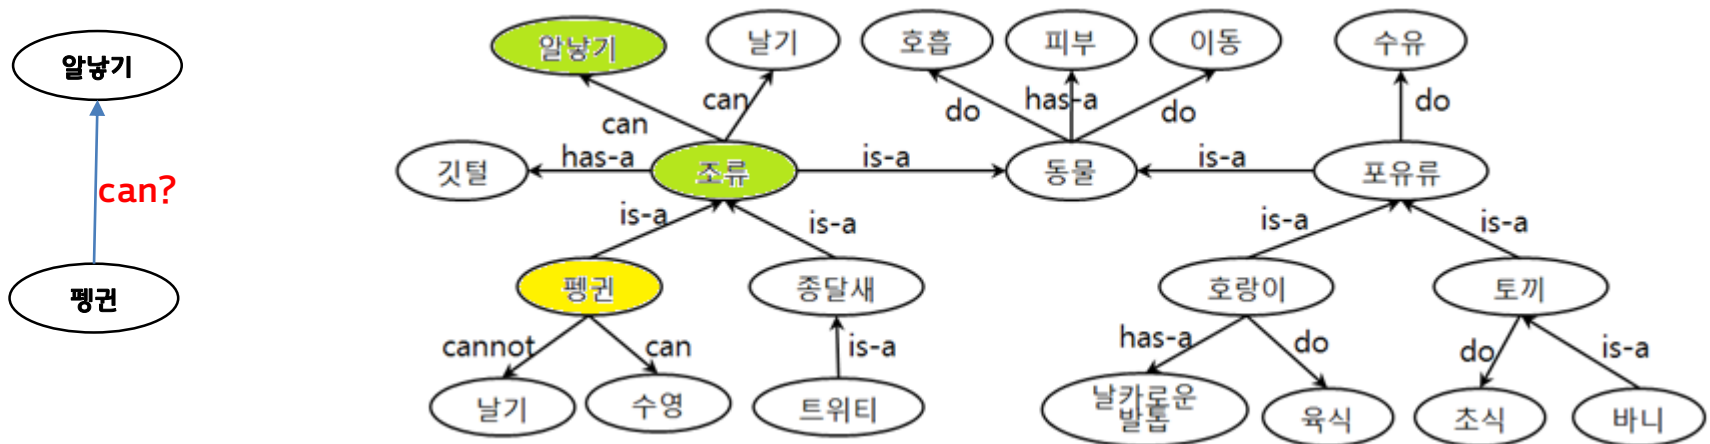 알낳기
can?
펭귄
알낳기
날기
호흡
피부
이동
수유
can
can
do
has-a
do
do
깃털
has-a
조류
is-a
동물
is-a
포유류
is-a
is-a
is-a
is-a
펭귄
종달새
호랑이
토끼
cannot
can
is-a
has-a
do
do
is-a
날기
수영
트위티
날카로운
발톱
육식
초식
바니